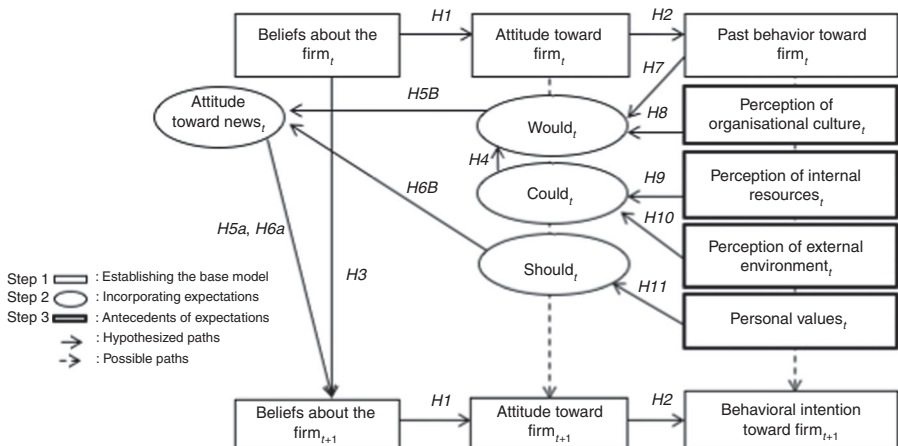 H1
H2
Beliefs about the
firm_t
Attitude toward
firm_t
Past behavior toward
firm_t
H7
Attitude
toward news_t
H5B
Would_t
H8
Perception of
organisational culture_t
H4
H6B
Could_t
H9
Perception of internal
resources_t
H10
H5a, H6a
H3
Should_t
Perception of external
environment_t
H11
Personal values_t
Step 1 : Establishing the base model
Step 2 : Incorporating expectations
Step 3 : Antecedents of expectations
: Hypothesized paths
: Possible paths
H1
H2
Beliefs about the
firm_t+1
Attitude toward
firm_t+1
Behavioral intention
toward firm_t+1